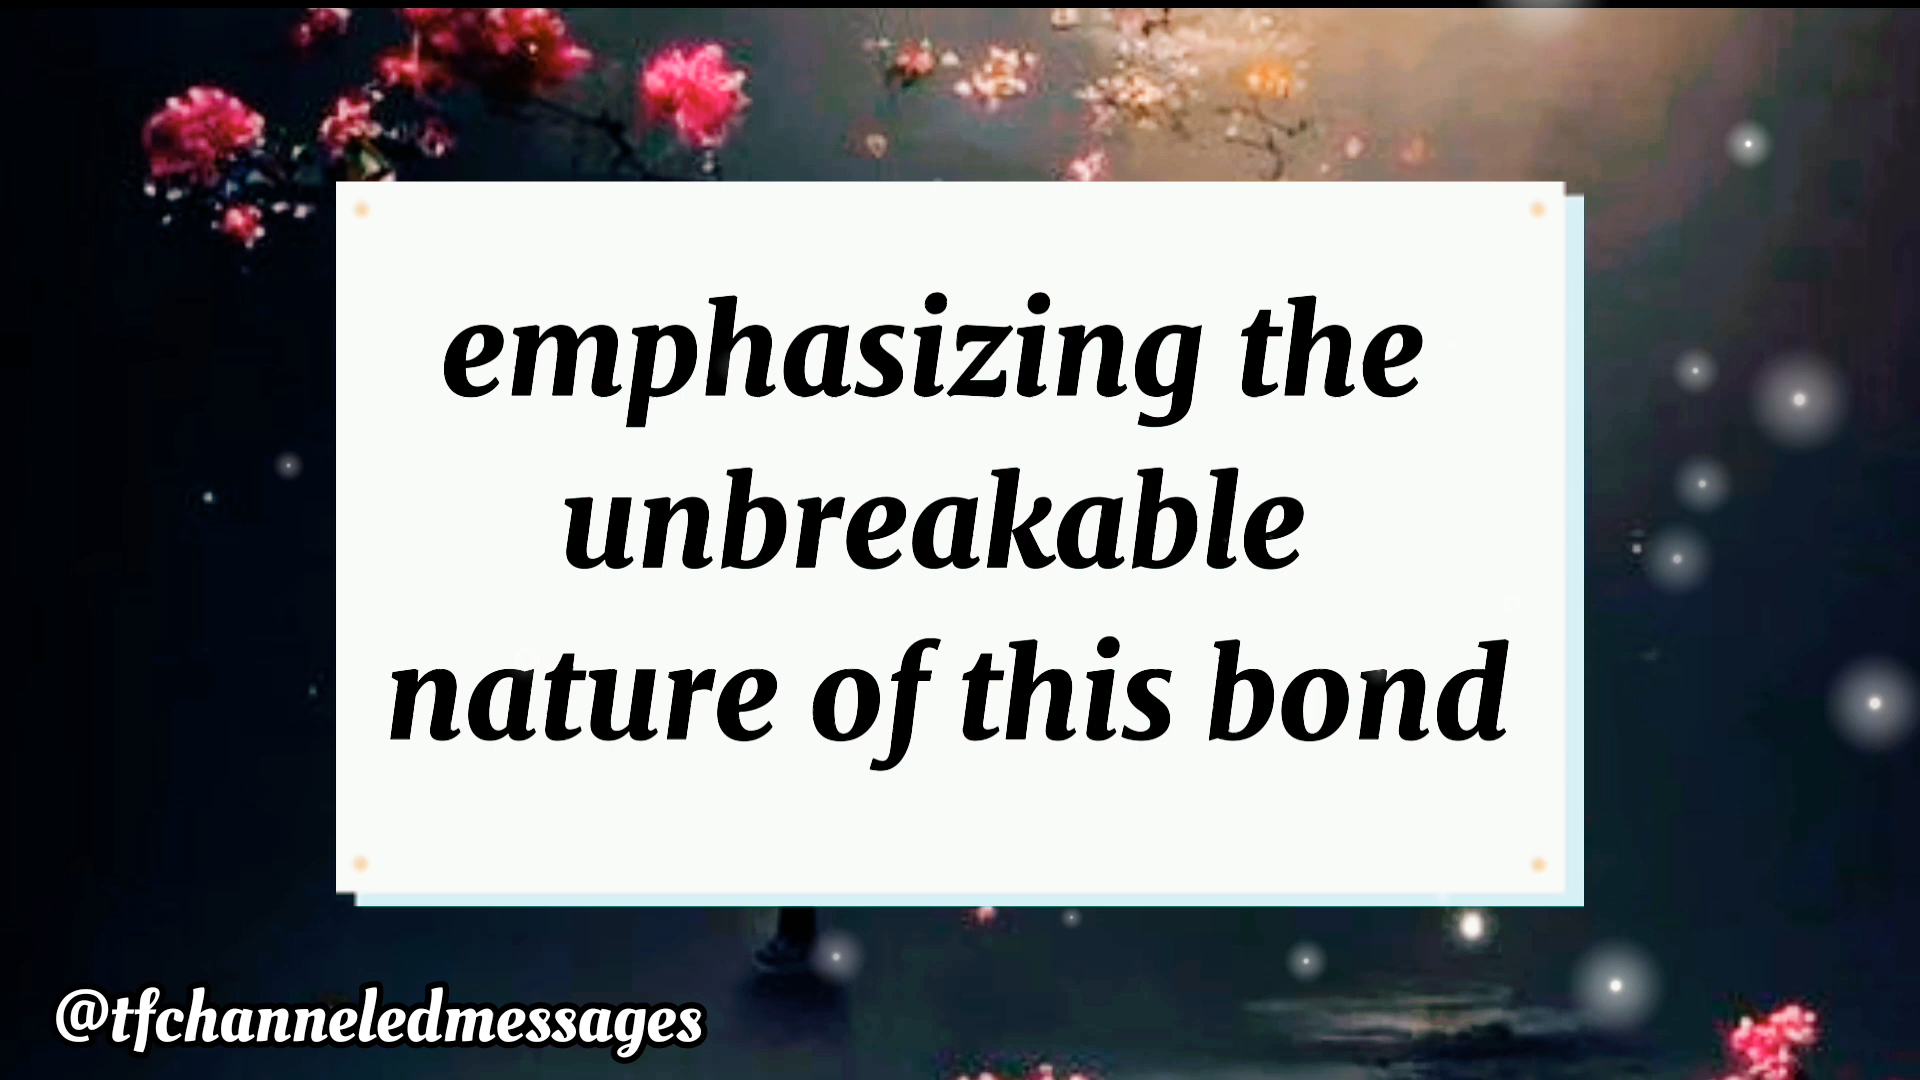 emphasizing the
unbreakable
nature of this bond
@tfchanneledmessages